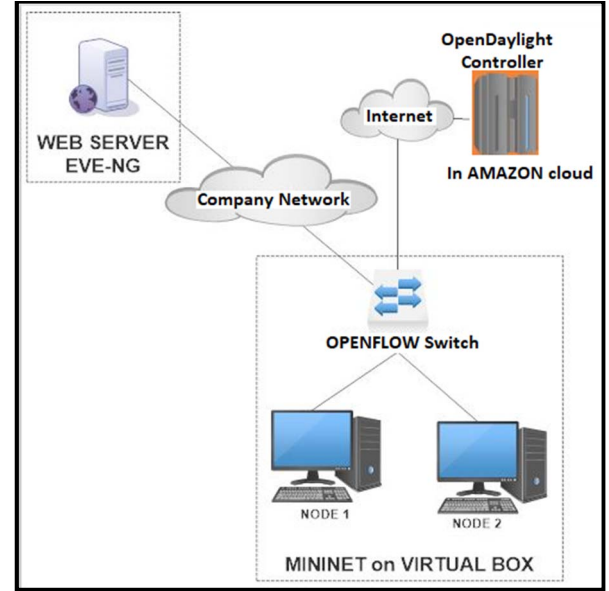 OpenDaylight
Controller
Internet
WEB SERVER
EVE-NG
In AMAZON cloud
Company Network
OPENFLOW Switch
NODE 1
NODE 2
MININET on VIRTUAL BOX